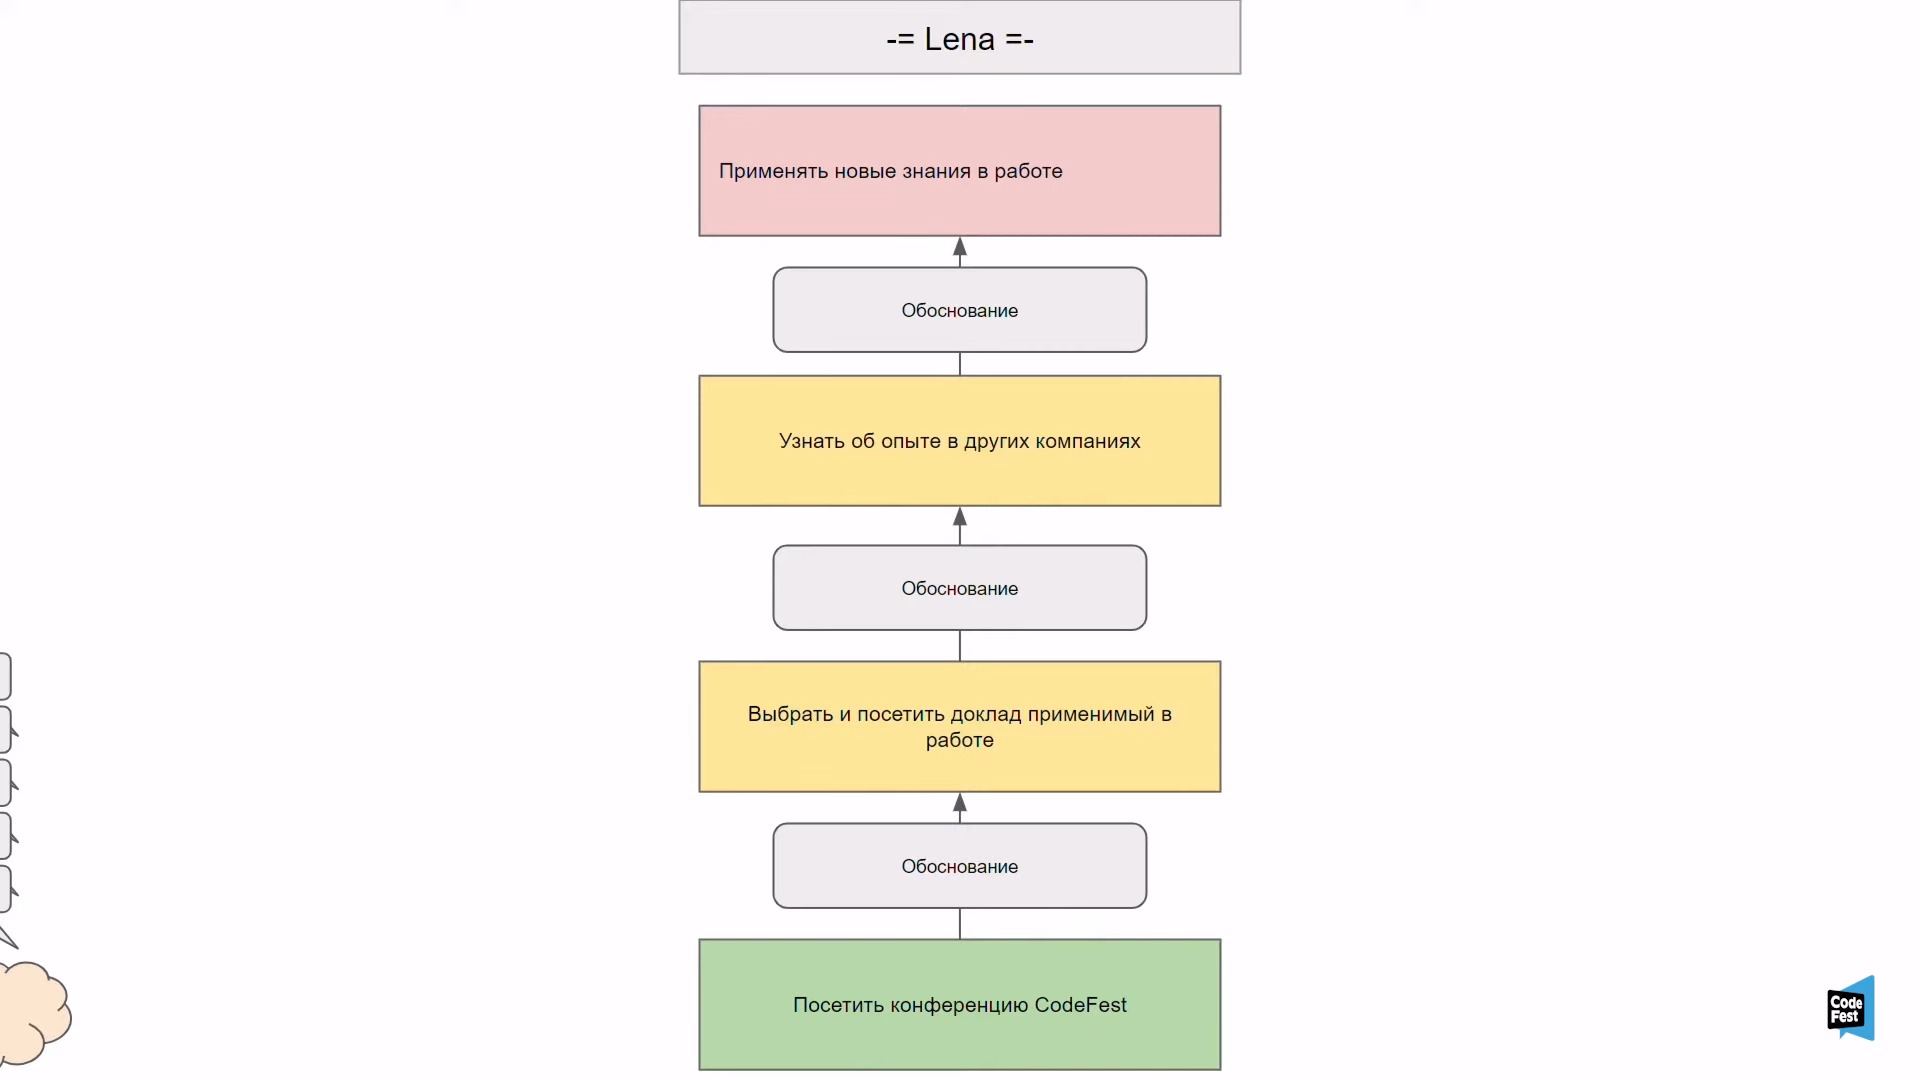 -= Lena =-
Применять новые знания в работе
Обоснование
Узнать об опыте в других компаниях
Обоснование
Выбрать и посетить доклад применимый в
работе
Обоснование
Посетить конференцию CodeFest
Code
Fest